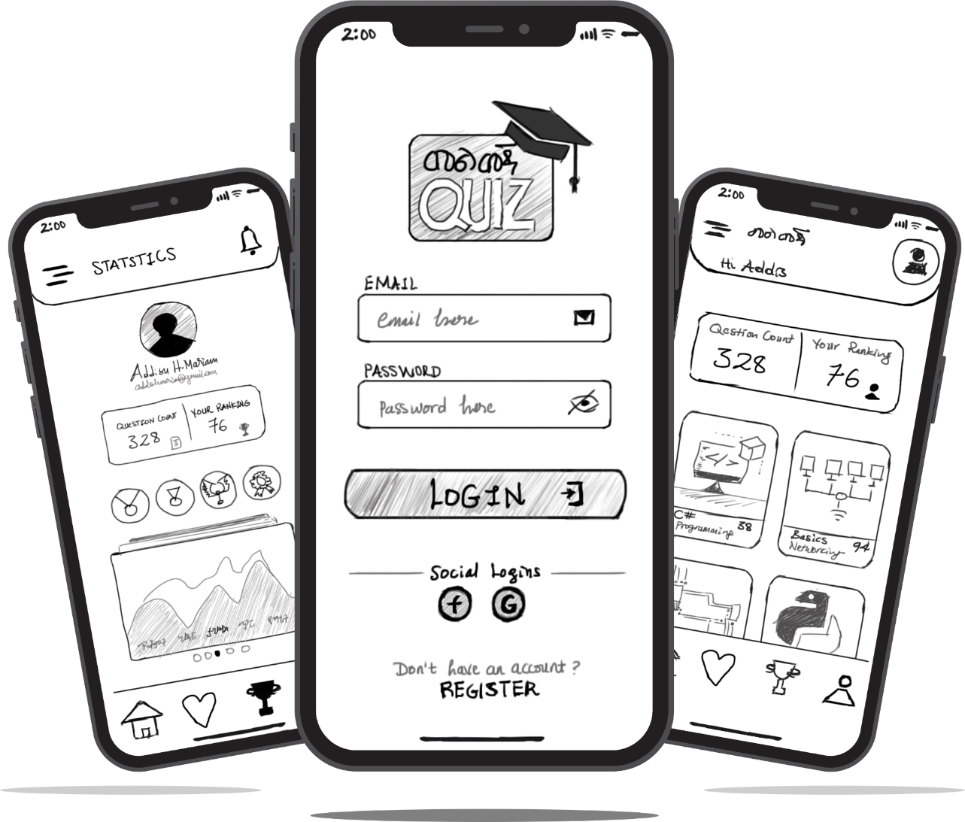 2:00
STATSTICS
Addisu H.Mariam
QUESTION COUNT
328
YOUR RANKING
76
2:00
QUIZ
EMAIL
email here
PASSWORD
Password here
LOGIN
Social Logins
f G
Don't have an account ?
REGISTER
2:00
Hi Addis
Qestion Count
328
Your Ranking
76
C#
Programming 38
Basics
Networking 94